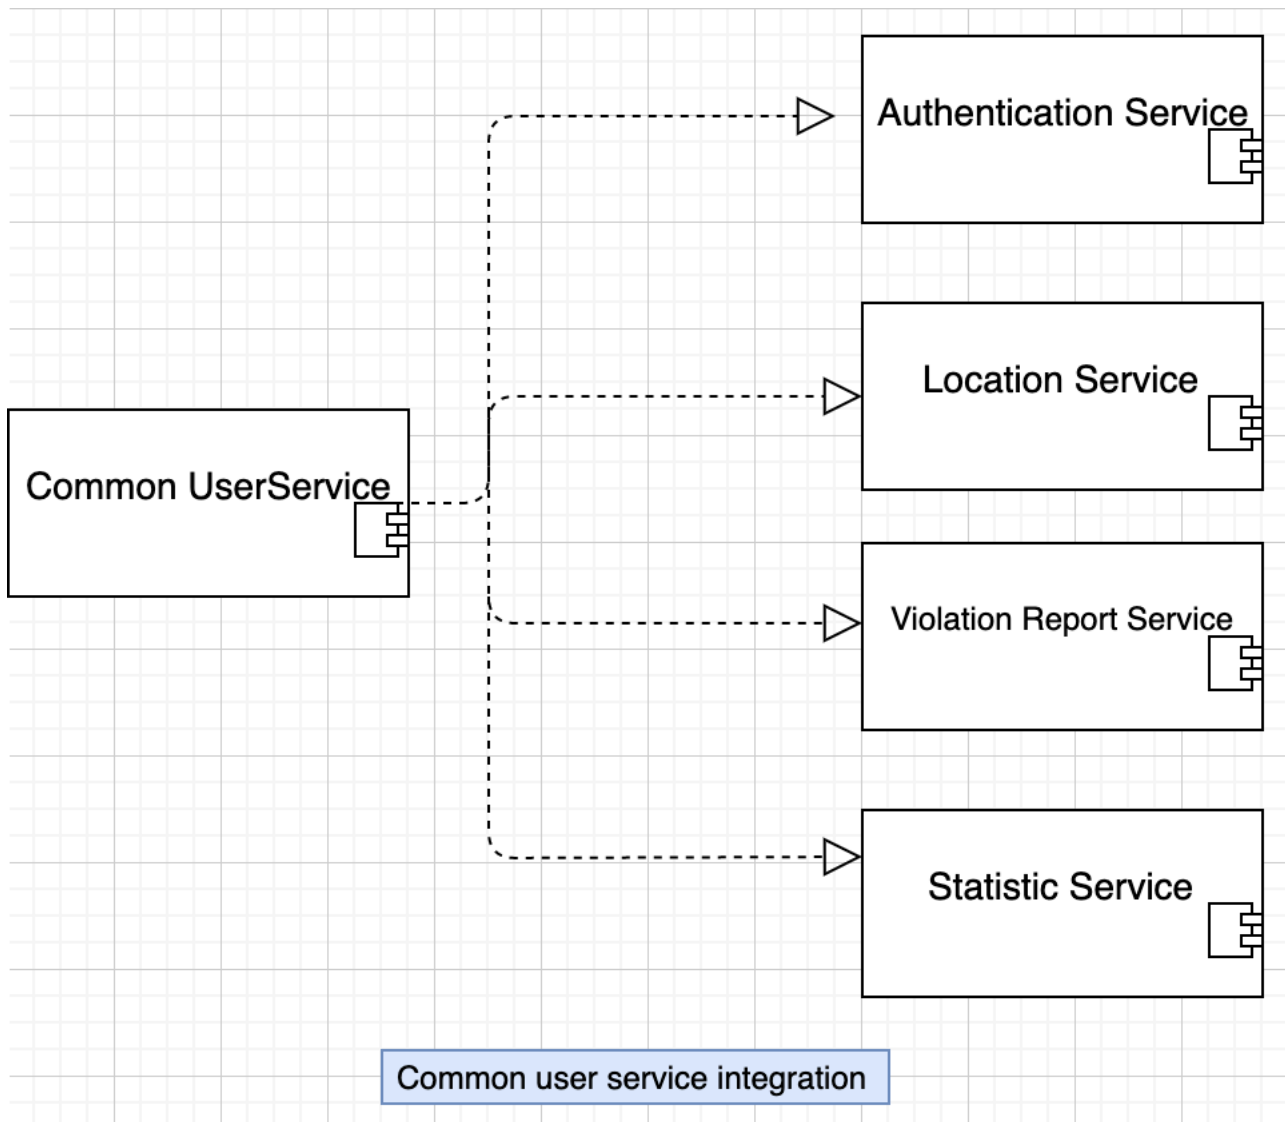 Authentication Service
Location Service
Common UserService
Violation Report Service
Statistic Service
Common user service integration